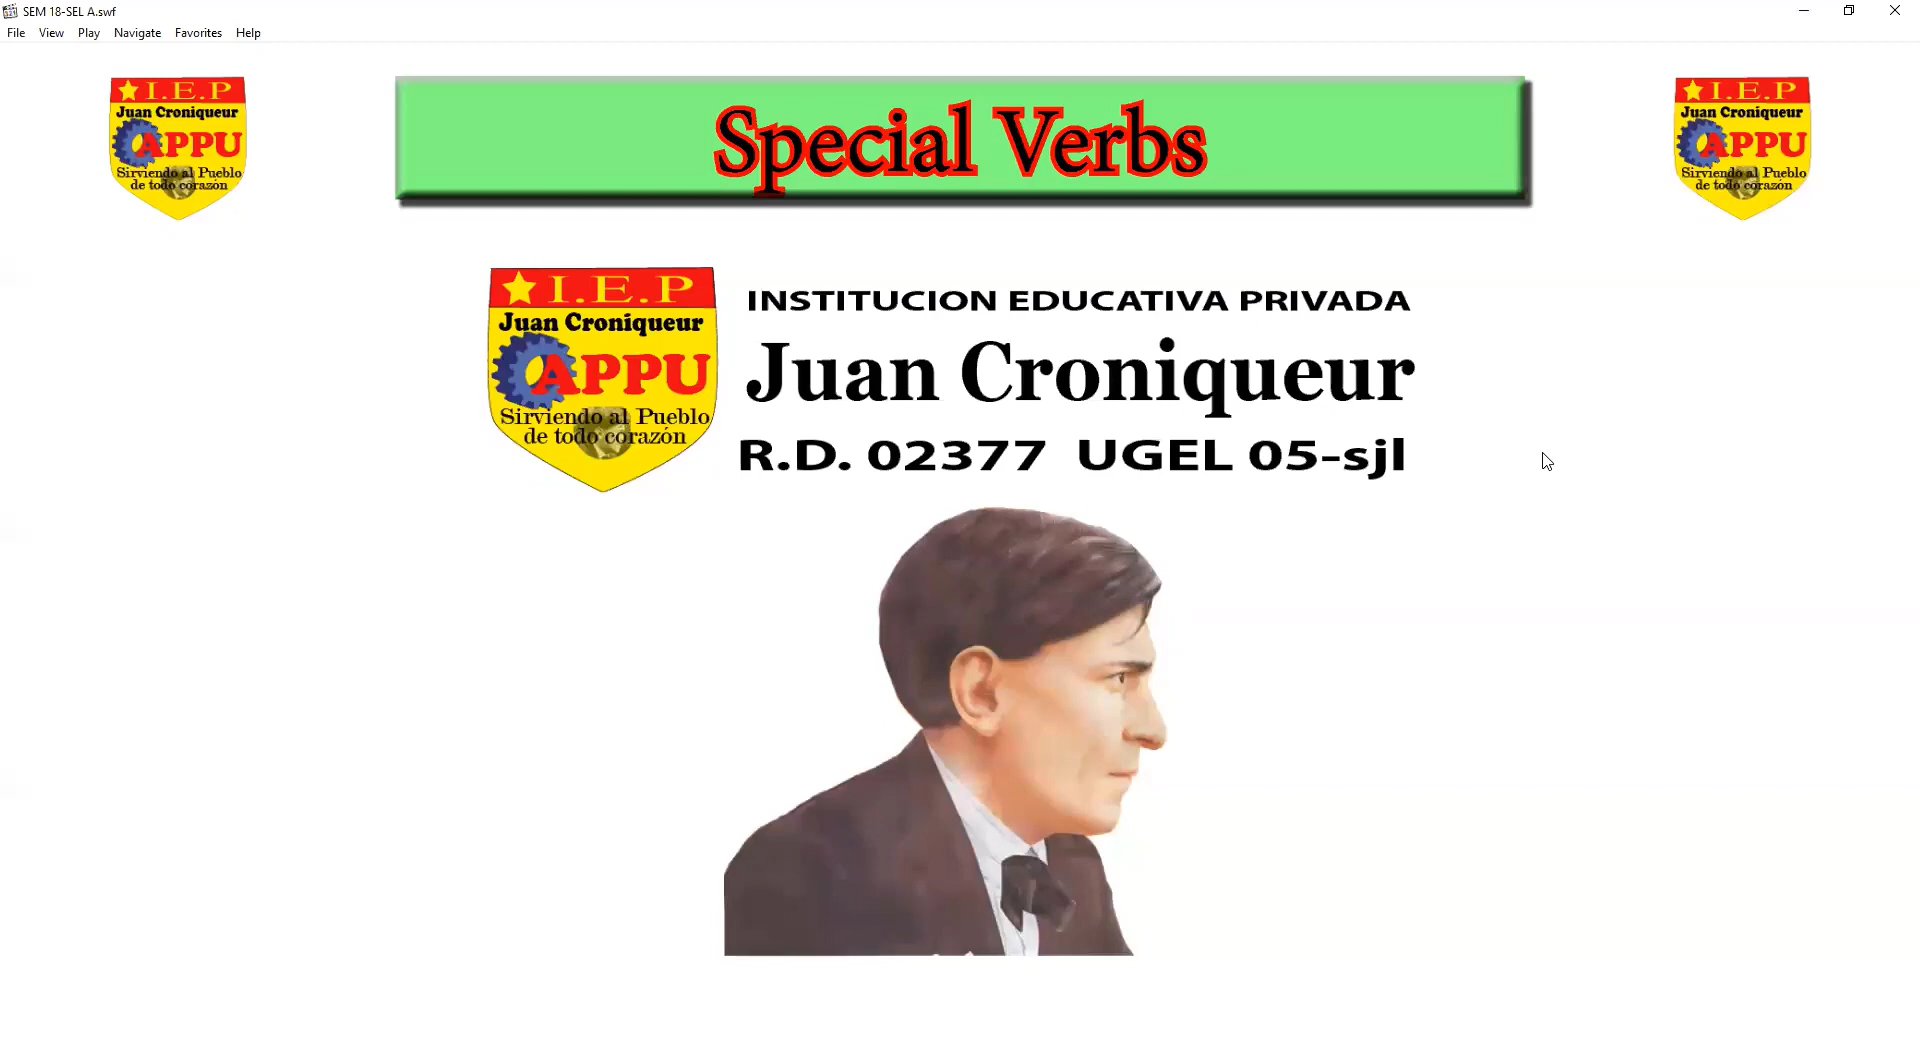 SEM 18-SEL A.swf
File View Play Navigate Favorites Help
I.E.P
Juan Croniqueur
APPU
Sirviendo al Pueblo
de todo corazón
Special Verbs
I.E.P
Juan Croniqueur
APPU
Sirviendo al Pueblo
de todo corazón
I.E.P
Juan Croniqueur
APPU
Sirviendo al Pueblo
de todo corazón
INSTITUCION EDUCATIVA PRIVADA
Juan Croniqueur
R.D. 02377 UGEL 05-sjl